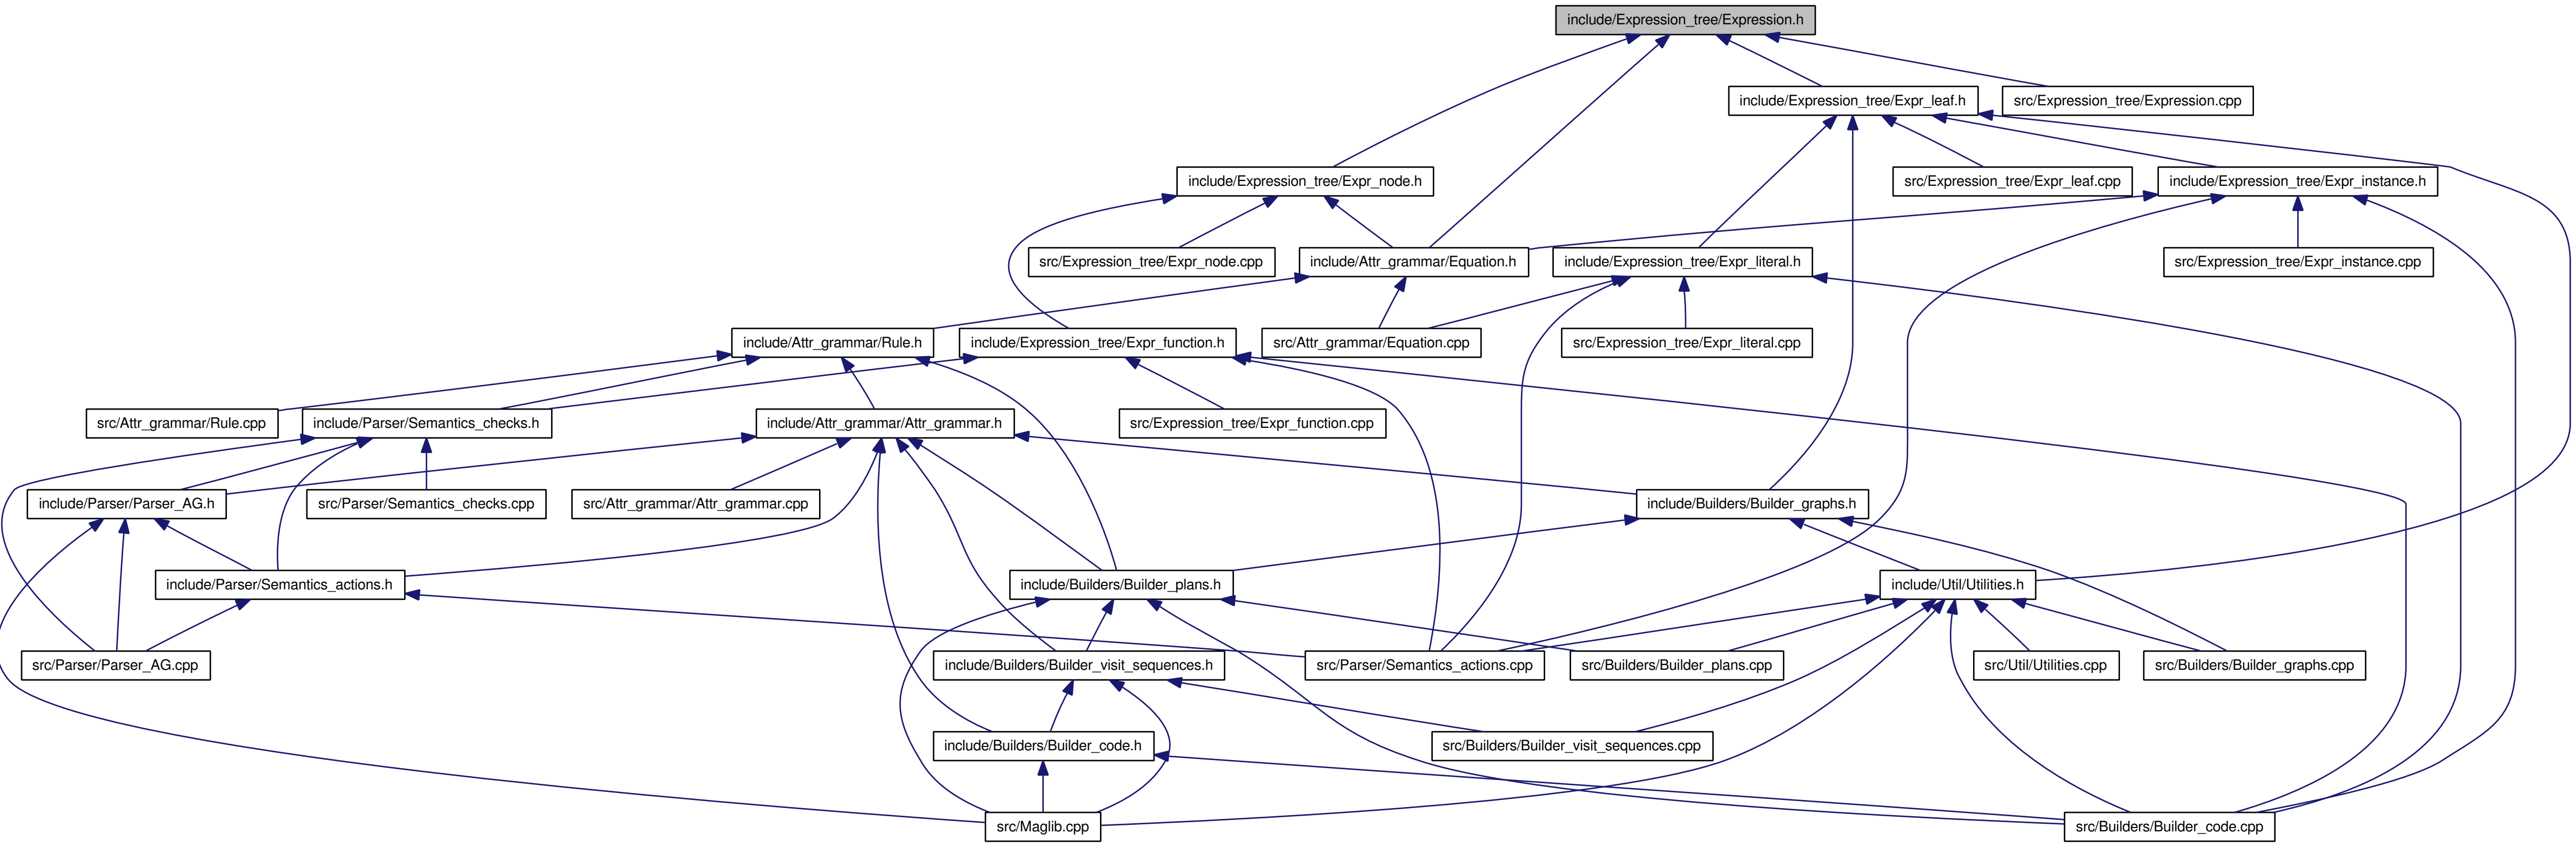 include/Expression_tree/Expression.h
include/Expression_tree/Expr_leaf.h
src/Expression_tree/Expression.cpp
include/Expression_tree/Expr_node.h
src/Expression_tree/Expr_leaf.cpp
include/Expression_tree/Expr_instance.h
src/Expression_tree/Expr_node.cpp
include/Attr_grammar/Equation.h
include/Expression_tree/Expr_literal.h
src/Expression_tree/Expr_instance.cpp
include/Attr_grammar/Rule.h
include/Expression_tree/Expr_function.h
src/Attr_grammar/Equation.cpp
src/Expression_tree/Expr_literal.cpp
src/Attr_grammar/Rule.cpp
include/Parser/Semantics_checks.h
include/Attr_grammar/Attr_grammar.h
src/Expression_tree/Expr_function.cpp
include/Parser/Parser_AG.h
src/Parser/Semantics_checks.cpp
src/Attr_grammar/Attr_grammar.cpp
include/Builders/Builder_graphs.h
include/Parser/Semantics_actions.h
include/Builders/Builder_plans.h
include/Util/Utilities.h
src/Parser/Parser_AG.cpp
include/Builders/Builder_visit_sequences.h
src/Parser/Semantics_actions.cpp
src/Builders/Builder_plans.cpp
src/Util/Utilities.cpp
src/Builders/Builder_graphs.cpp
include/Builders/Builder_code.h
src/Builders/Builder_visit_sequences.cpp
src/Maglib.cpp
src/Builders/Builder_code.cpp